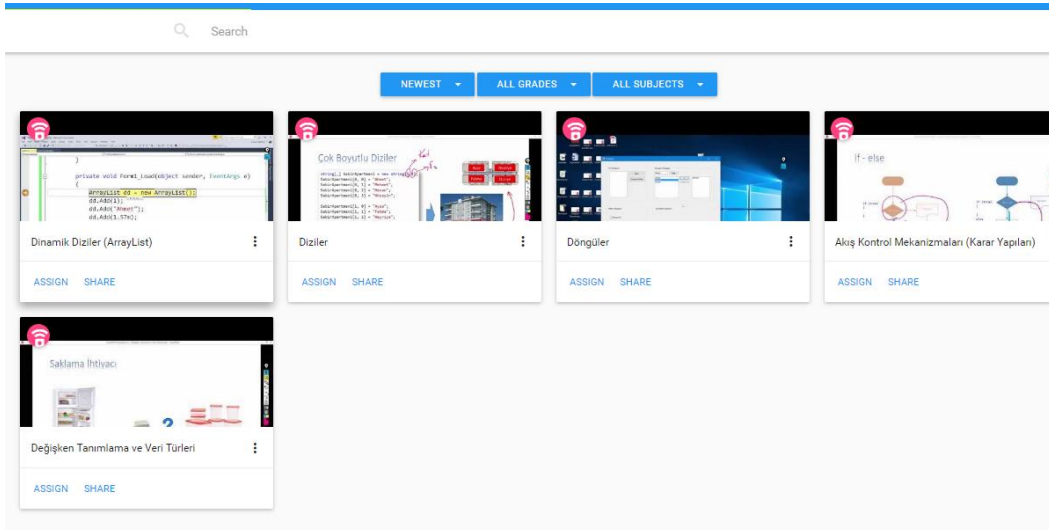 Search
NEWEST
ALL GRADES
ALL SUBJECTS
private void Form1_Load(object sender, EventArgs e)
{
ArrayList dd = new ArrayList();
dd.Add(1);
dd.Add("Ahmet");
dd.Add(3.57m);
Dinamik Diziler (ArrayList)
ASSIGN SHARE
Çok Boyutlu Diziler
Diziler
ASSIGN SHARE
Döngüler
ASSIGN SHARE
If - else
Akış Kontrol Mekanizmaları (Karar Yapıları)
ASSIGN SHARE
Saklama İhtiyacı
?
Değişken Tanımlama ve Veri Türleri
ASSIGN SHARE